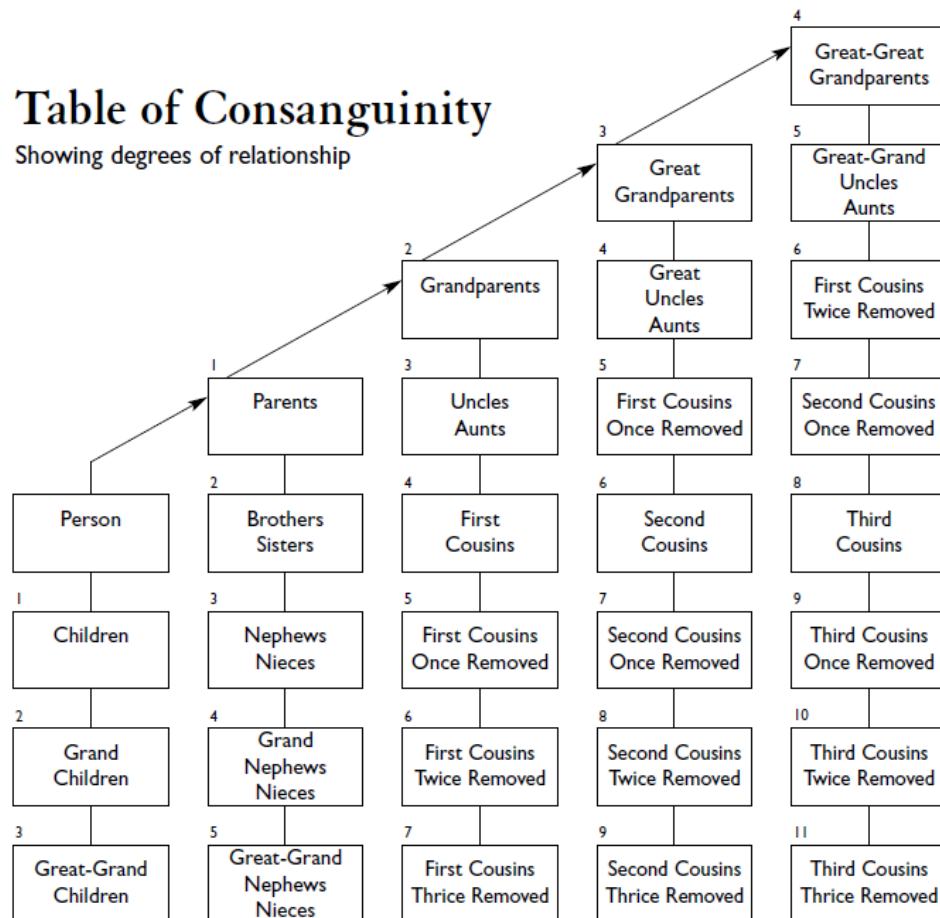 Table of Consanguinity
Showing degrees of relationship
4
Great-Great
Grandparents
3
Great
Grandparents
5
Great-Grand
Uncles
Aunts
2
Grandparents
4
Great
Uncles
Aunts
6
First Cousins
Twice Removed
1
Parents
3
Uncles
Aunts
5
First Cousins
Once Removed
7
Second Cousins
Once Removed
Person
2
Brothers
Sisters
4
First
Cousins
6
Second
Cousins
8
Third
Cousins
1
Children
3
Nephews
Nieces
5
First Cousins
Once Removed
7
Second Cousins
Once Removed
9
Third Cousins
Once Removed
2
Grand
Children
4
Grand
Nephews
Nieces
6
First Cousins
Twice Removed
8
Second Cousins
Twice Removed
10
Third Cousins
Twice Removed
3
Great-Grand
Children
5
Great-Grand
Nephews
Nieces
7
First Cousins
Thrice Removed
9
Second Cousins
Thrice Removed
11
Third Cousins
Thrice Removed